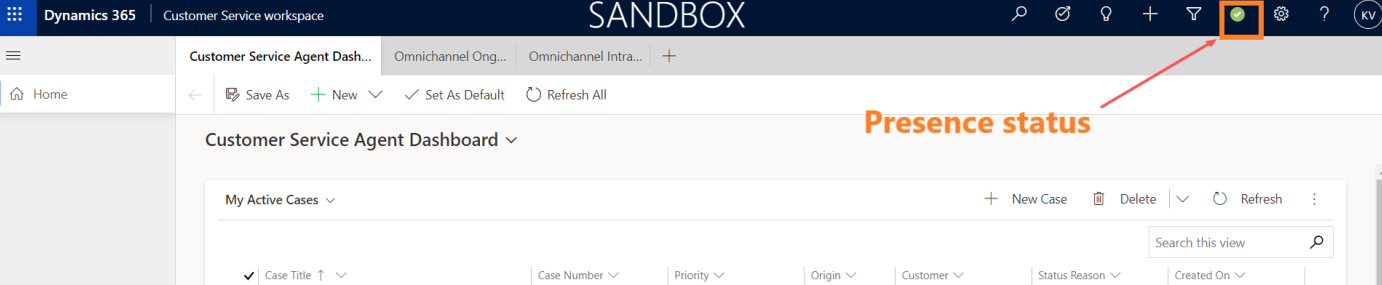 Dynamics 365 Customer Service workspace SANDBOX ? KV
Customer Service Agent Dash... Omnichannel Ong... Omnichannel Intra...
Home Save As New Set As Default Refresh All
Presence status
Customer Service Agent Dashboard
My Active Cases New Case Delete Refresh
Search this view
Case Title Case Number Priority Origin Customer Status Reason Created On